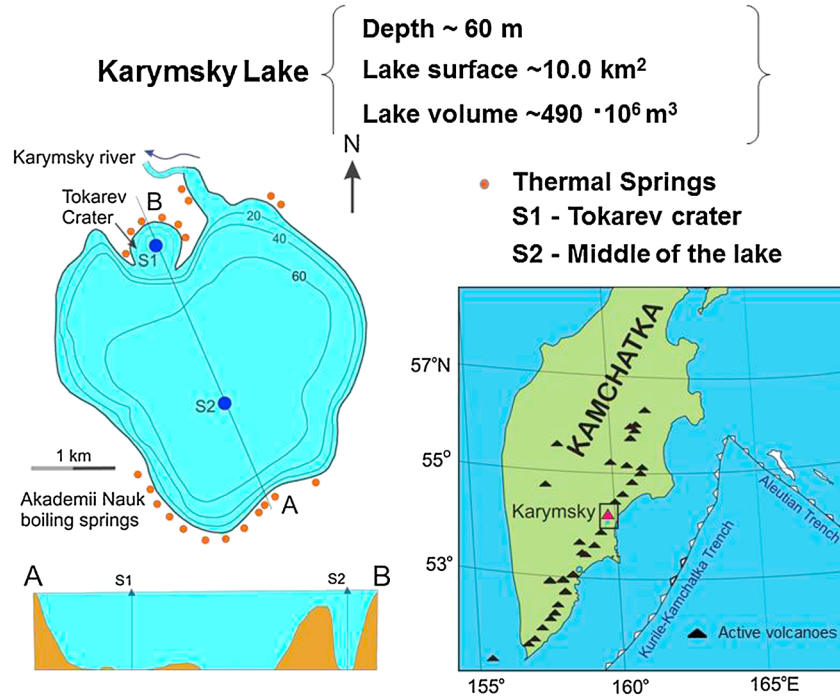 Karymsky Lake
Depth ~ 60 m
Lake surface ~10.0 km²
Lake volume ~490 ·10⁶ m³
Karymsky river
N
Tokarev
Crater
B
S1
20
40
60
S2
1 km
A
Akademii Nauk
boiling springs
Thermal Springs
S1 - Tokarev crater
S2 - Middle of the lake
A
S1
S2
B
57°N
55°
53°
KAMCHATKA
Karymsky
Aleutian Trench
Kurile-Kamchatka Trench
Active volcanoes
155°
160°
165°E